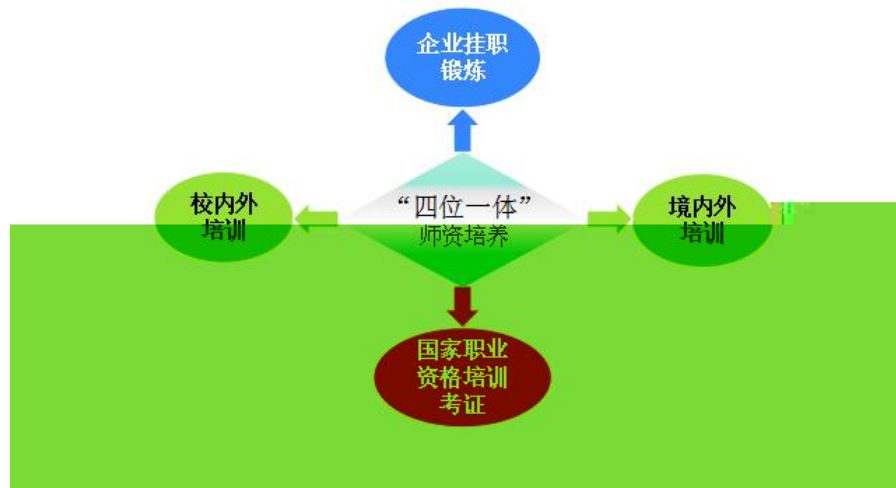 企业挂职
锻炼
校内外
培训
“四位一体”
师资培养
境内外
培训
国家职业
资格培训
考证